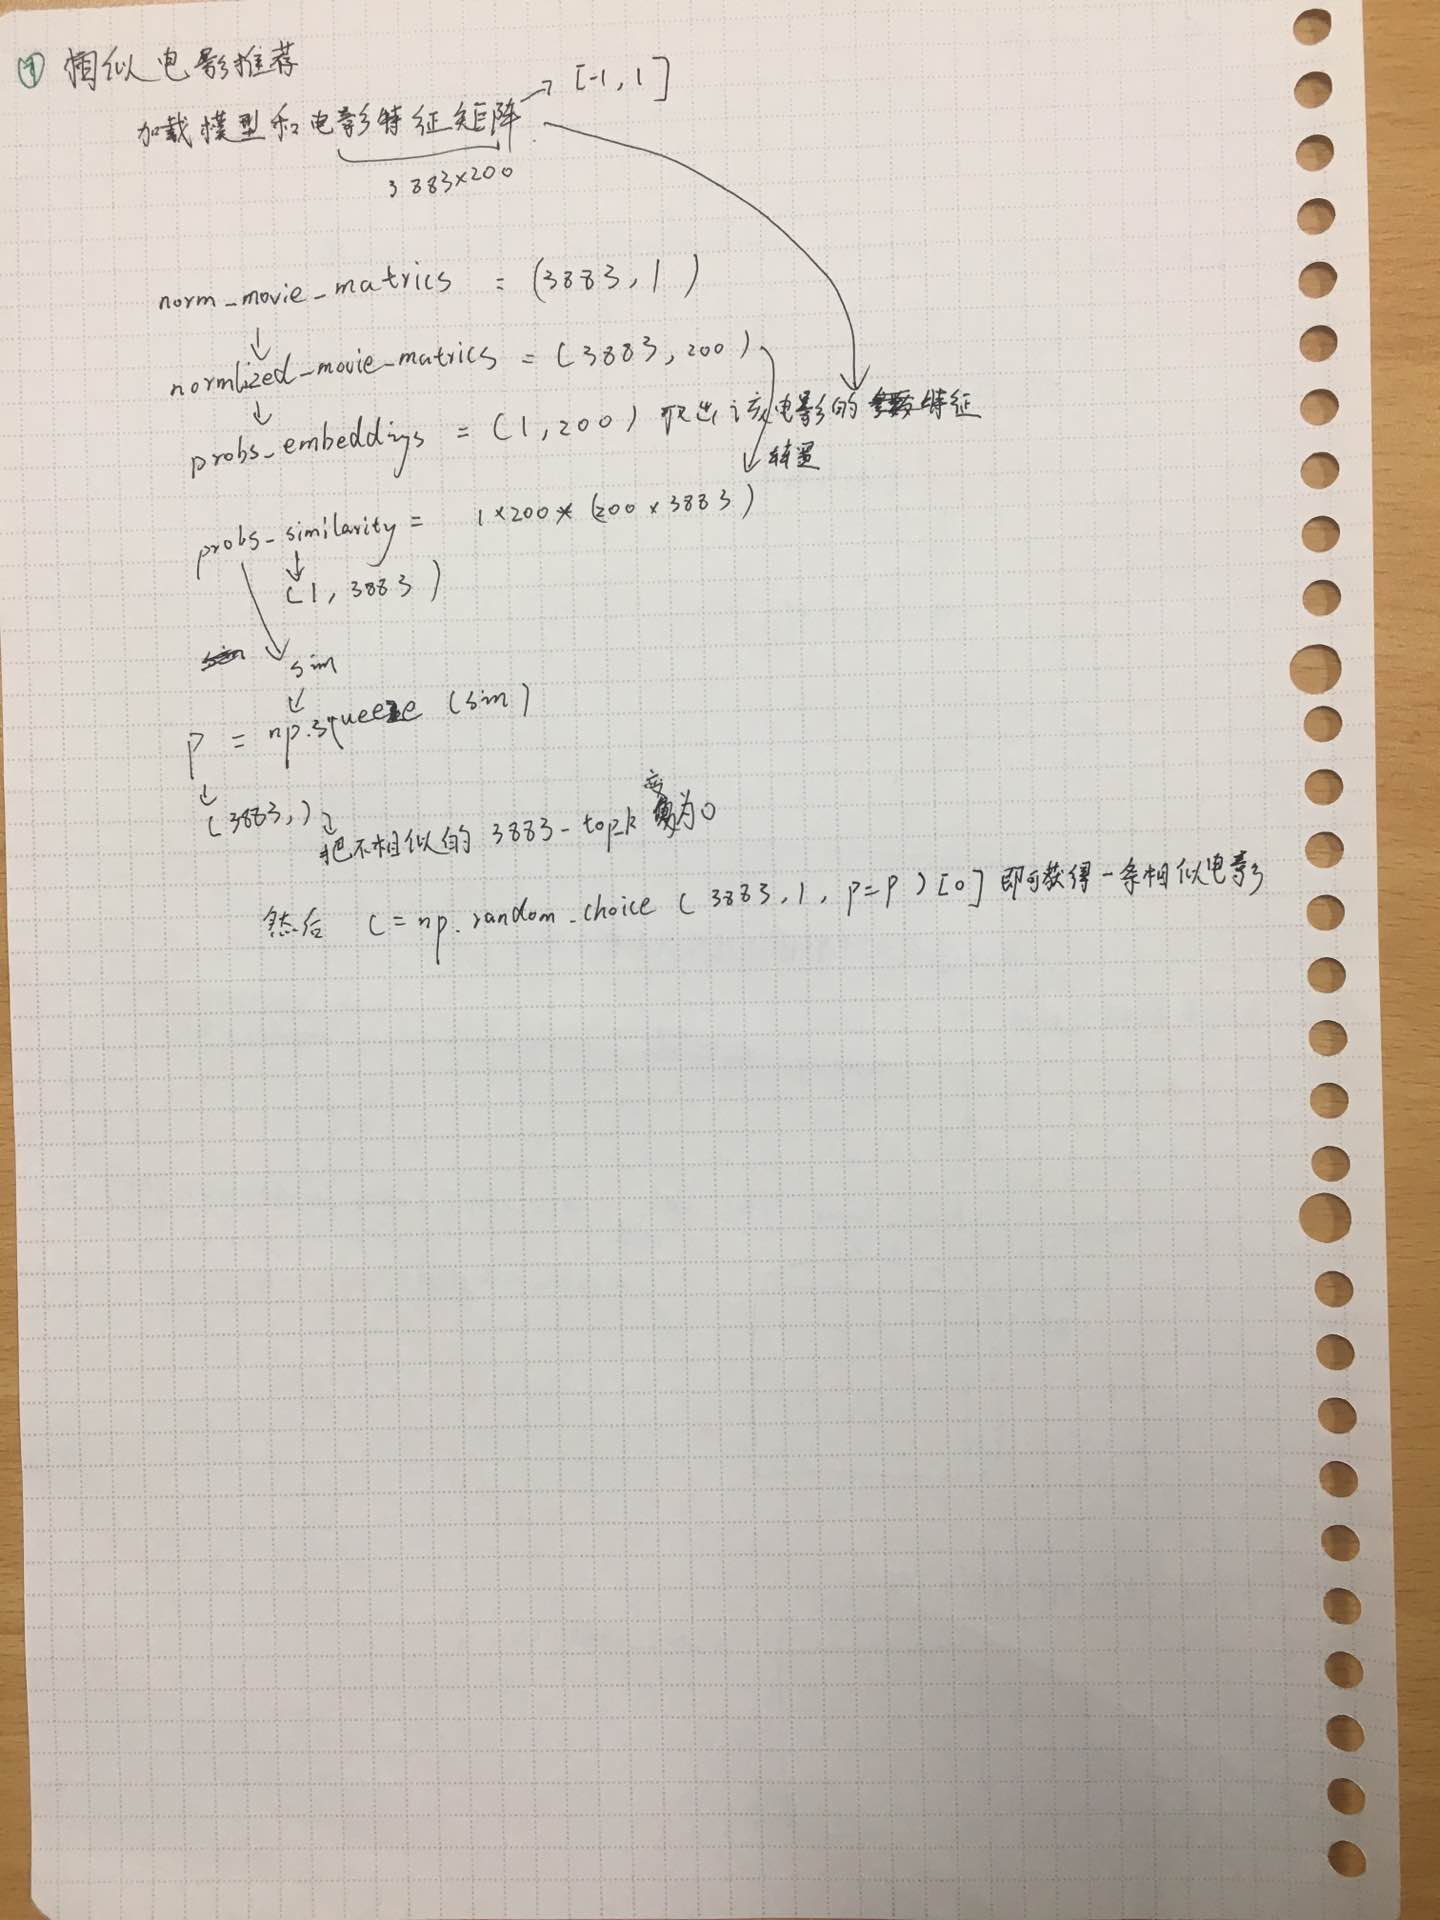 相似电影推荐
加载模型和电影特征矩阵 → [-1, 1]
3883×200
norm_movie_matrics = (3883, 1)
normlized_movie_matrics = (3883, 200)
probs_embeddings = (1, 200) 取出该电影的特征
转置
probs_similarity = 1×200 * (200×3883)
(1, 3883)
sim
p = np.squeeze (sim)
(3883,)
把不相似的 3883-topk 变为0
然后 c = np.random.choice (3883, 1, p=p)[0] 即可获得一条相似电影